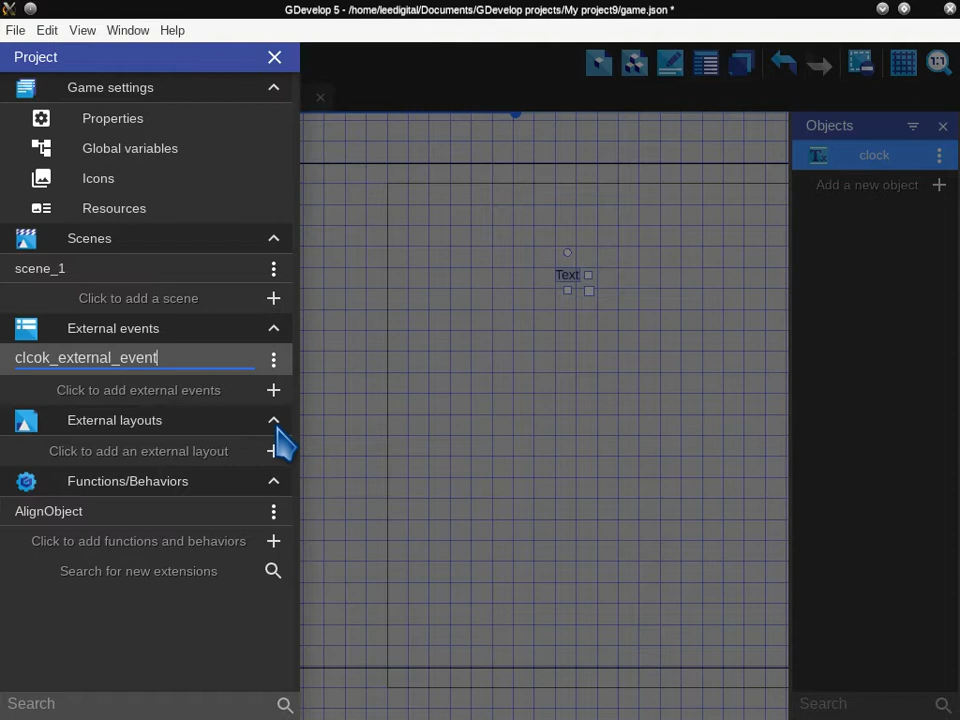 GDevelop 5 - /home/leedigital/Documents/GDevelop projects/My project9/game.json *
File Edit View Window Help
Project
Game settings
Properties
Global variables
Icons
Resources
Scenes
scene_1
Click to add a scene
External events
clcok_external_event
Click to add external events
External layouts
Click to add an external layout
Functions/Behaviors
AlignObject
Click to add functions and behaviors
Search for new extensions
Search
Text
1:1
Objects
clock
Add a new object
Search